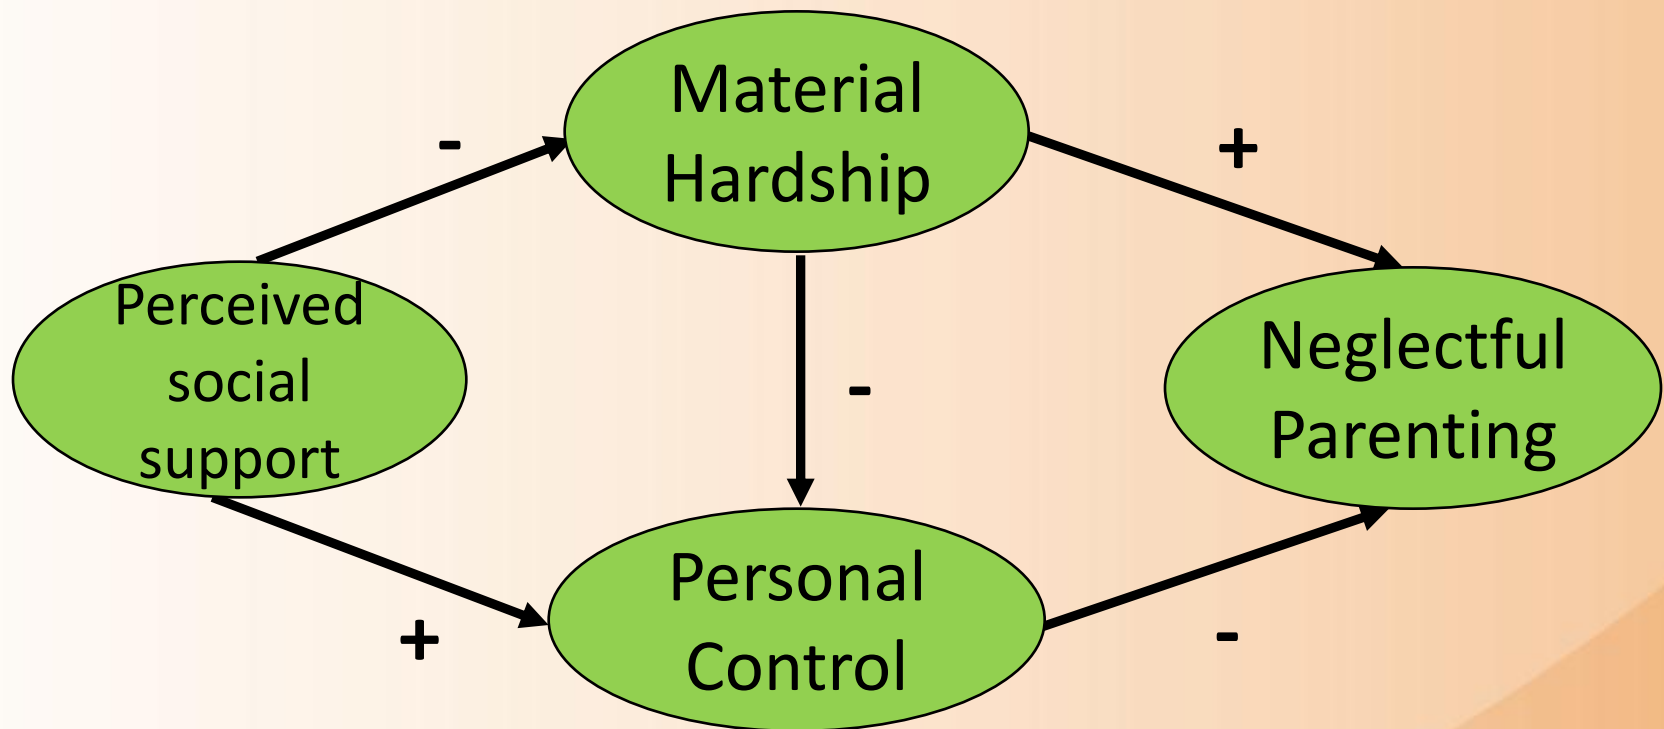 Material
Hardship
-
+
Perceived
social
support
-
Neglectful
Parenting
Personal
Control
+
-